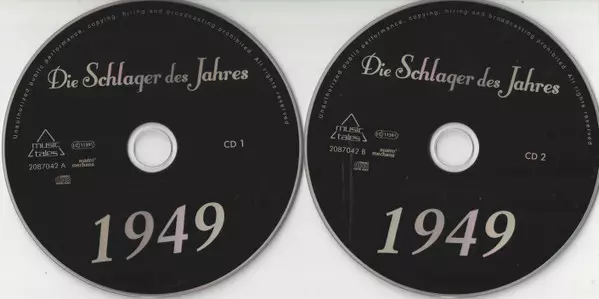 Unauthorized public performance, copying, hiring and broadcasting prohibited. All rights reserved
Die Schlager des Jahres
music
tales
2087042 A
CD 1
1949
Unauthorized public performance, copying, hiring and broadcasting prohibited. All rights reserved
Die Schlager des Jahres
music
tales
2087042 B
CD 2
1949